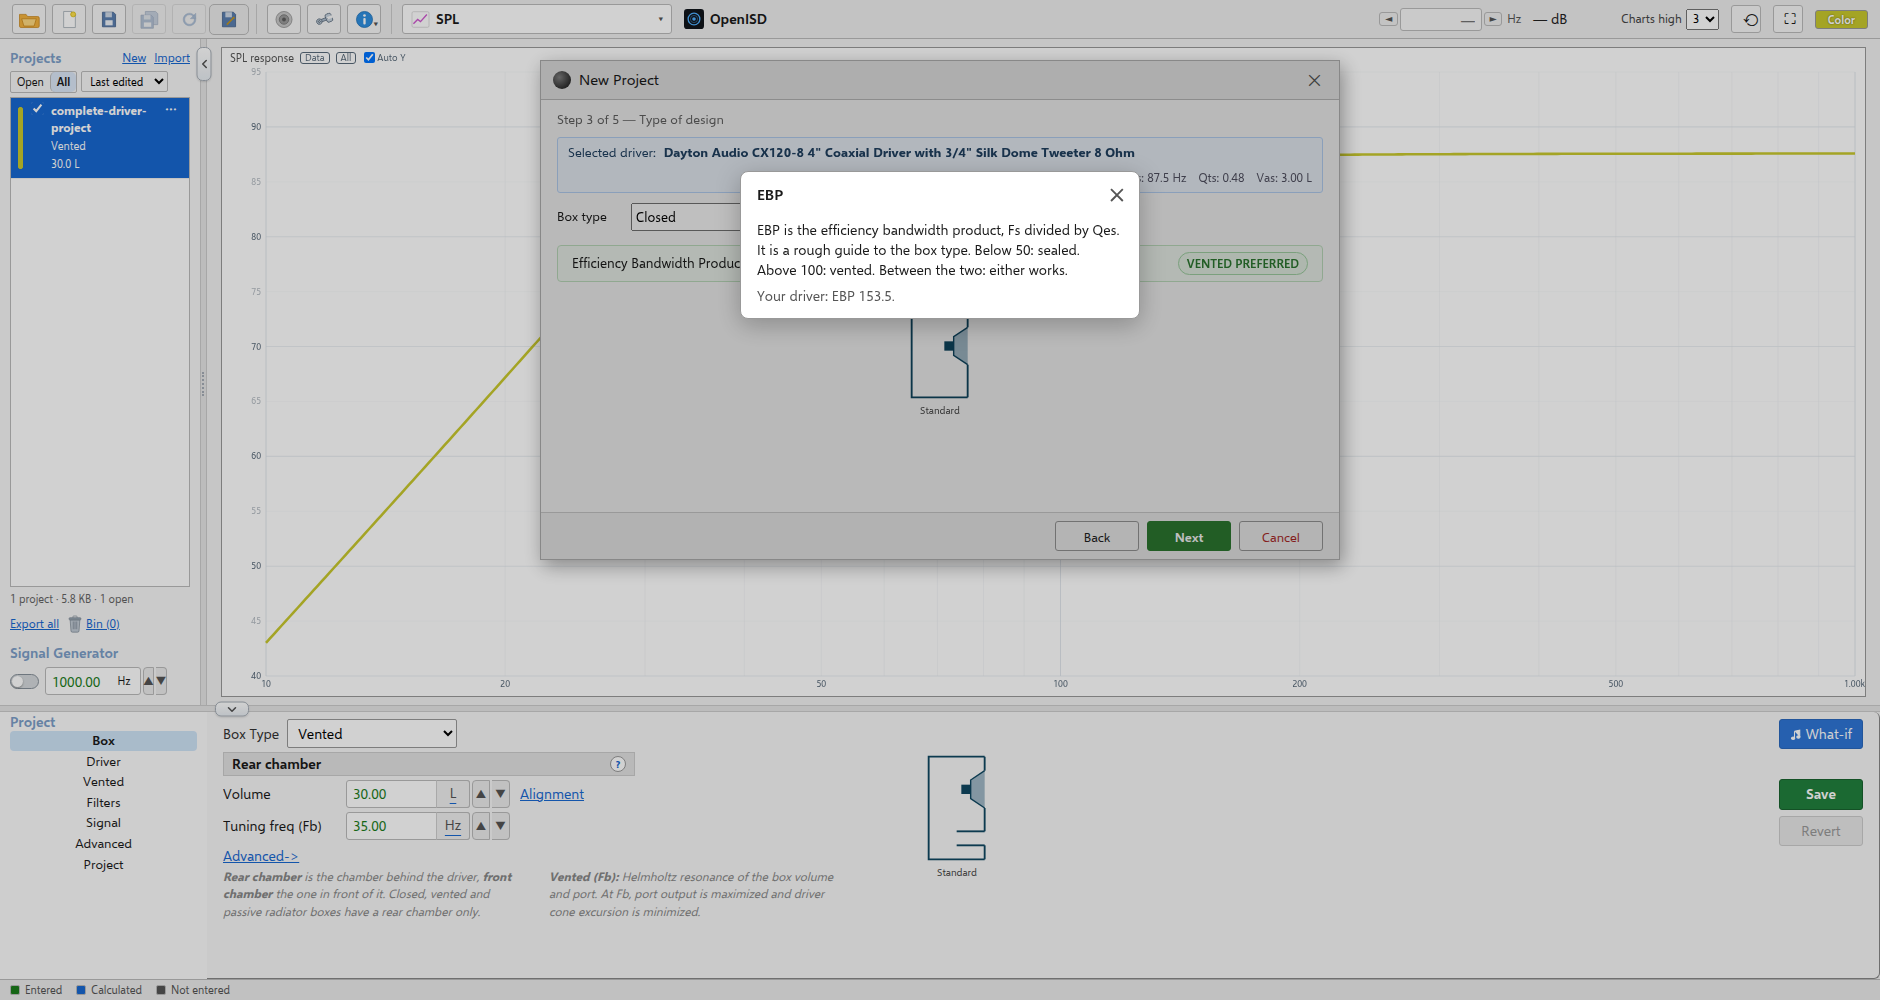 SPL
OpenISD
—
Hz
— dB
Charts high
3
Color
Projects
New
Import
Open
All
Last edited
complete-driver-
project
Vented
30.0 L
1 project · 5.8 KB · 1 open
Export all
Bin (0)
Signal Generator
1000.00
Hz
SPL response
Data
All
Auto Y
95
90
85
80
75
70
65
60
55
50
45
40
10
20
50
100
200
500
1.00k
New Project
Step 3 of 5 — Type of design
Selected driver: Dayton Audio CX120-8 4" Coaxial Driver with 3/4" Silk Dome Tweeter 8 Ohm
: 87.5 Hz Qts: 0.48 Vas: 3.00 L
Box type
Closed
Efficiency Bandwidth Produc
VENTED PREFERRED
EBP
EBP is the efficiency bandwidth product, Fs divided by Qes.
It is a rough guide to the box type. Below 50: sealed.
Above 100: vented. Between the two: either works.
Your driver: EBP 153.5.
Standard
Back
Next
Cancel
Project
Box
Driver
Vented
Filters
Signal
Advanced
Project
Box Type
Vented
Rear chamber
?
Volume
30.00
L
Alignment
Tuning freq (Fb)
35.00
Hz
Advanced->
Rear chamber is the chamber behind the driver, front
chamber the one in front of it. Closed, vented and
passive radiator boxes have a rear chamber only.
Vented (Fb): Helmholtz resonance of the box volume
and port. At Fb, port output is maximized and driver
cone excursion is minimized.
Standard
What-if
Save
Revert
Entered
Calculated
Not entered